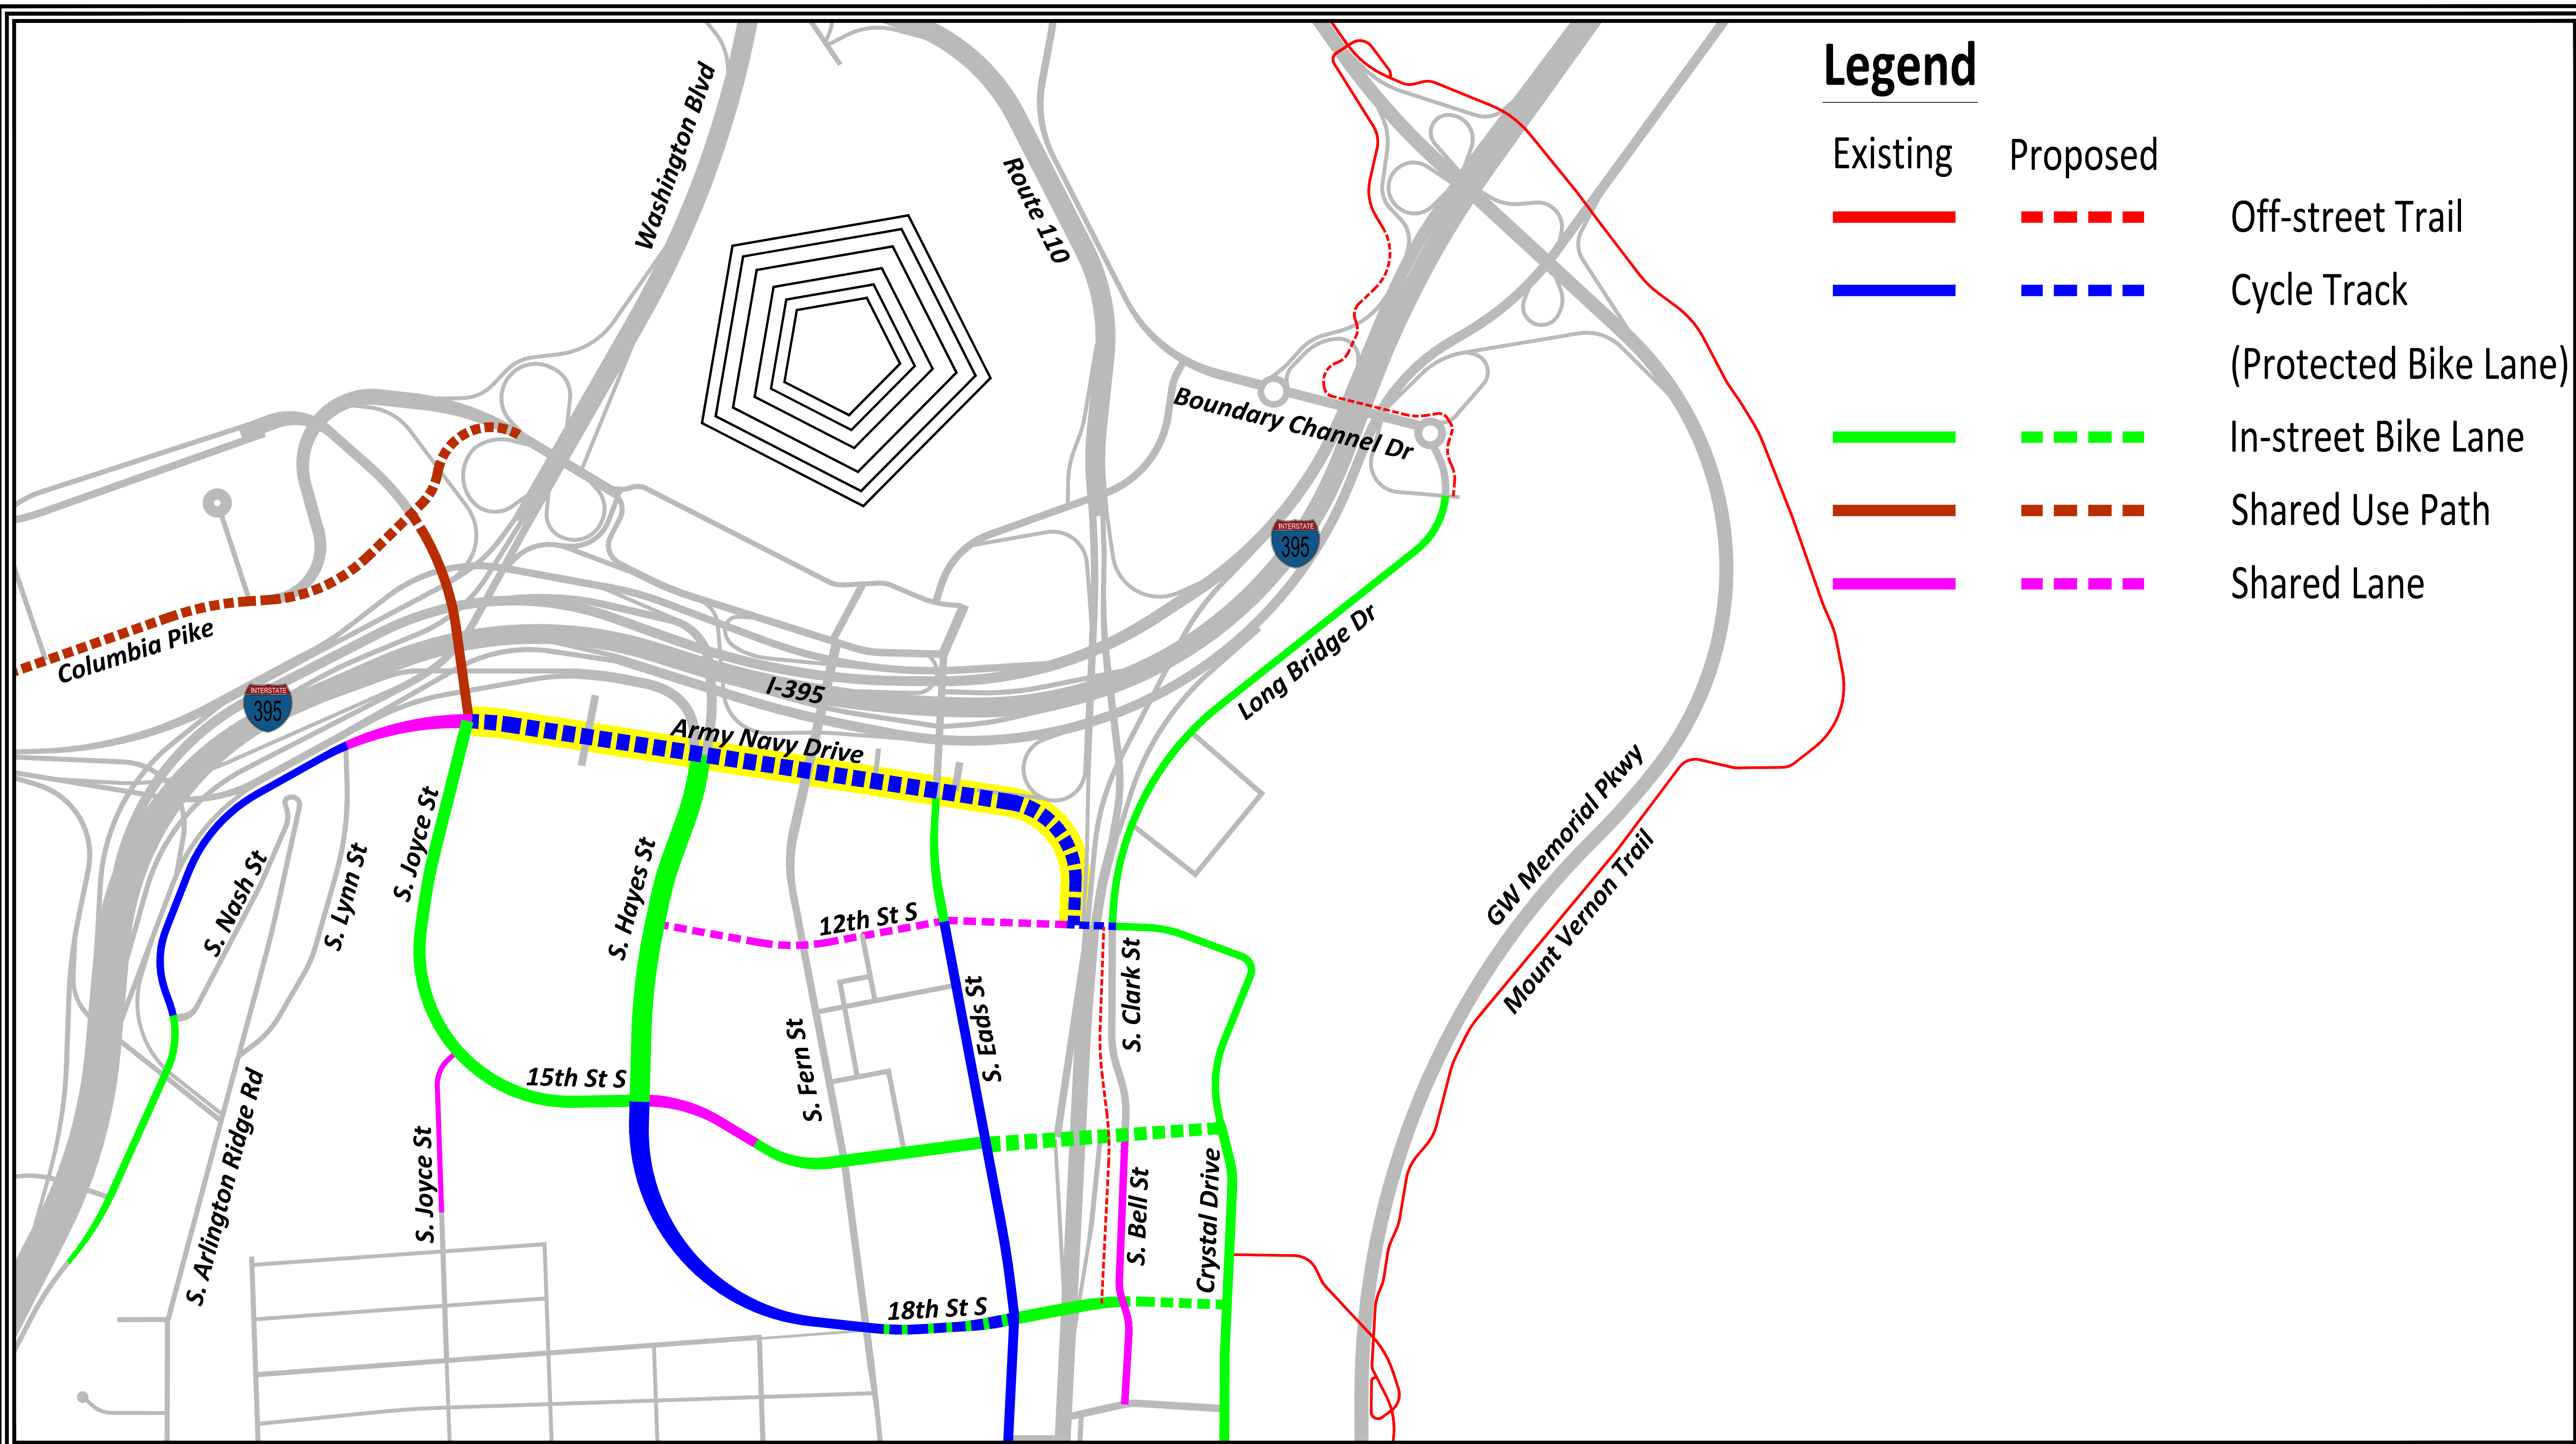 Legend
Existing Proposed
Off-street Trail
Cycle Track
(Protected Bike Lane)
In-street Bike Lane
Shared Use Path
Shared Lane
Washington Blvd
Route 110
Boundary Channel Dr
INTERSTATE
395
Long Bridge Dr
Columbia Pike
INTERSTATE
395
I-395
Army Navy Drive
GW Memorial Pkwy
Mount Vernon Trail
S. Nash St
S. Lynn St
S. Joyce St
S. Hayes St
12th St S
S. Clark St
S. Eads St
S. Fern St
15th St S
S. Arlington Ridge Rd
S. Joyce St
S. Bell St
Crystal Drive
18th St S